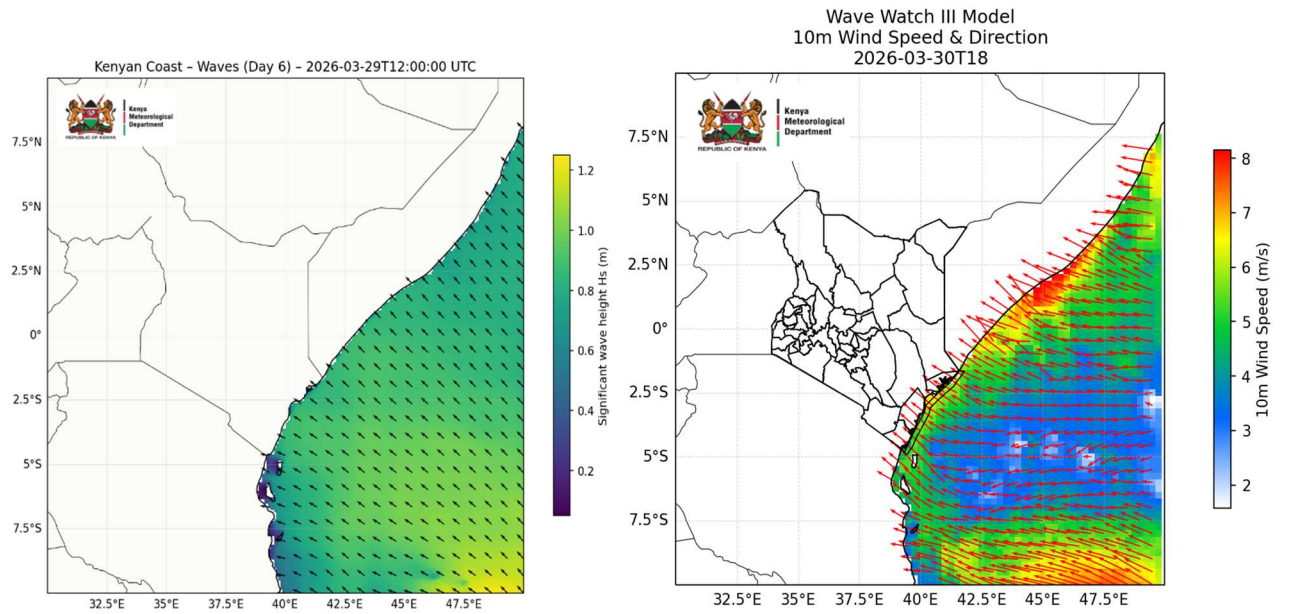 Kenyan Coast – Waves (Day 6) – 2026-03-29T12:00:00 UTC
Kenya
Meteorological
Department
REPUBLIC OF KENYA
7.5°N
5°N
2.5°N
0°
2.5°S
5°S
7.5°S
32.5°E
35°E
37.5°E
40°E
42.5°E
45°E
47.5°E
1.2
1.0
0.8
0.6
0.4
0.2
Significant wave height Hs (m)
Wave Watch III Model
10m Wind Speed & Direction
2026-03-30T18
Kenya
Meteorological
Department
REPUBLIC OF KENYA
7.5°N
5°N
2.5°N
0°
2.5°S
5°S
7.5°S
32.5°E
35°E
37.5°E
40°E
42.5°E
45°E
47.5°E
8
7
6
5
4
3
2
10m Wind Speed (m/s)